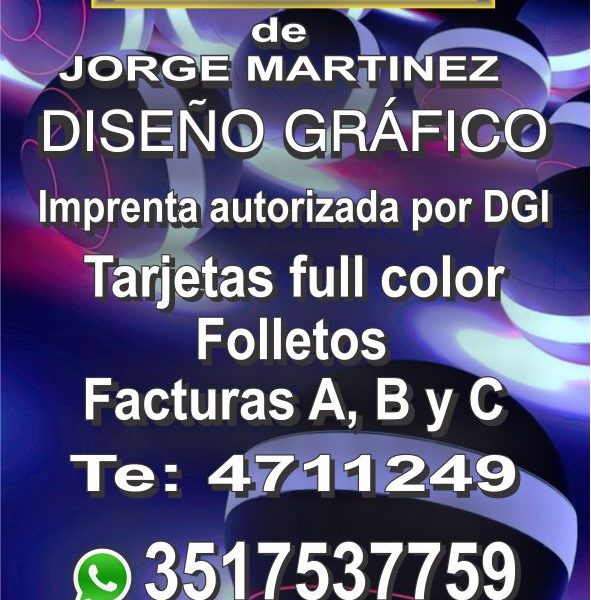 de
JORGE MARTINEZ
DISEÑO GRÁFICO
Imprenta autorizada por DGI
Tarjetas full color
Folletos
Facturas A, B y C
Te: 4711249
3517537759